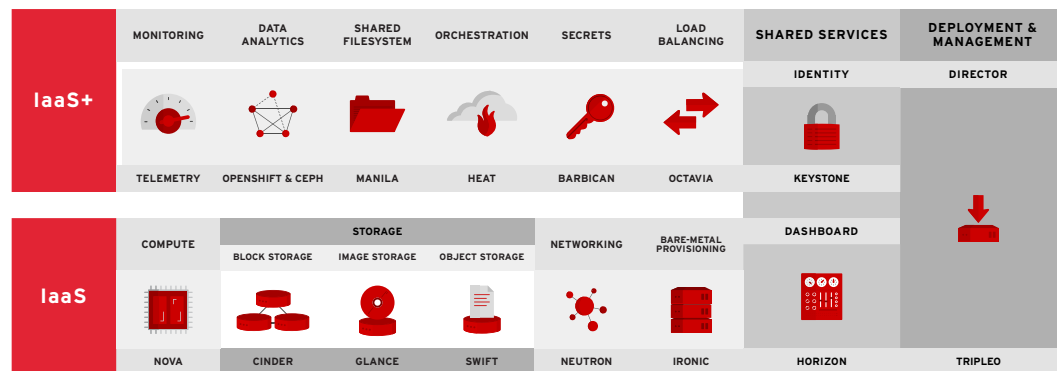 IaaS+
MONITORING
DATA
ANALYTICS
SHARED
FILESYSTEM
ORCHESTRATION
SECRETS
LOAD
BALANCING
SHARED SERVICES
DEPLOYMENT &
MANAGEMENT
IDENTITY
DIRECTOR
TELEMETRY
OPENSHIFT & CEPH
MANILA
HEAT
BARBICAN
OCTAVIA
KEYSTONE
IaaS
COMPUTE
STORAGE
BLOCK STORAGE
IMAGE STORAGE
OBJECT STORAGE
NETWORKING
BARE-METAL
PROVISIONING
DASHBOARD
NOVA
CINDER
GLANCE
SWIFT
NEUTRON
IRONIC
HORIZON
TRIPLEO